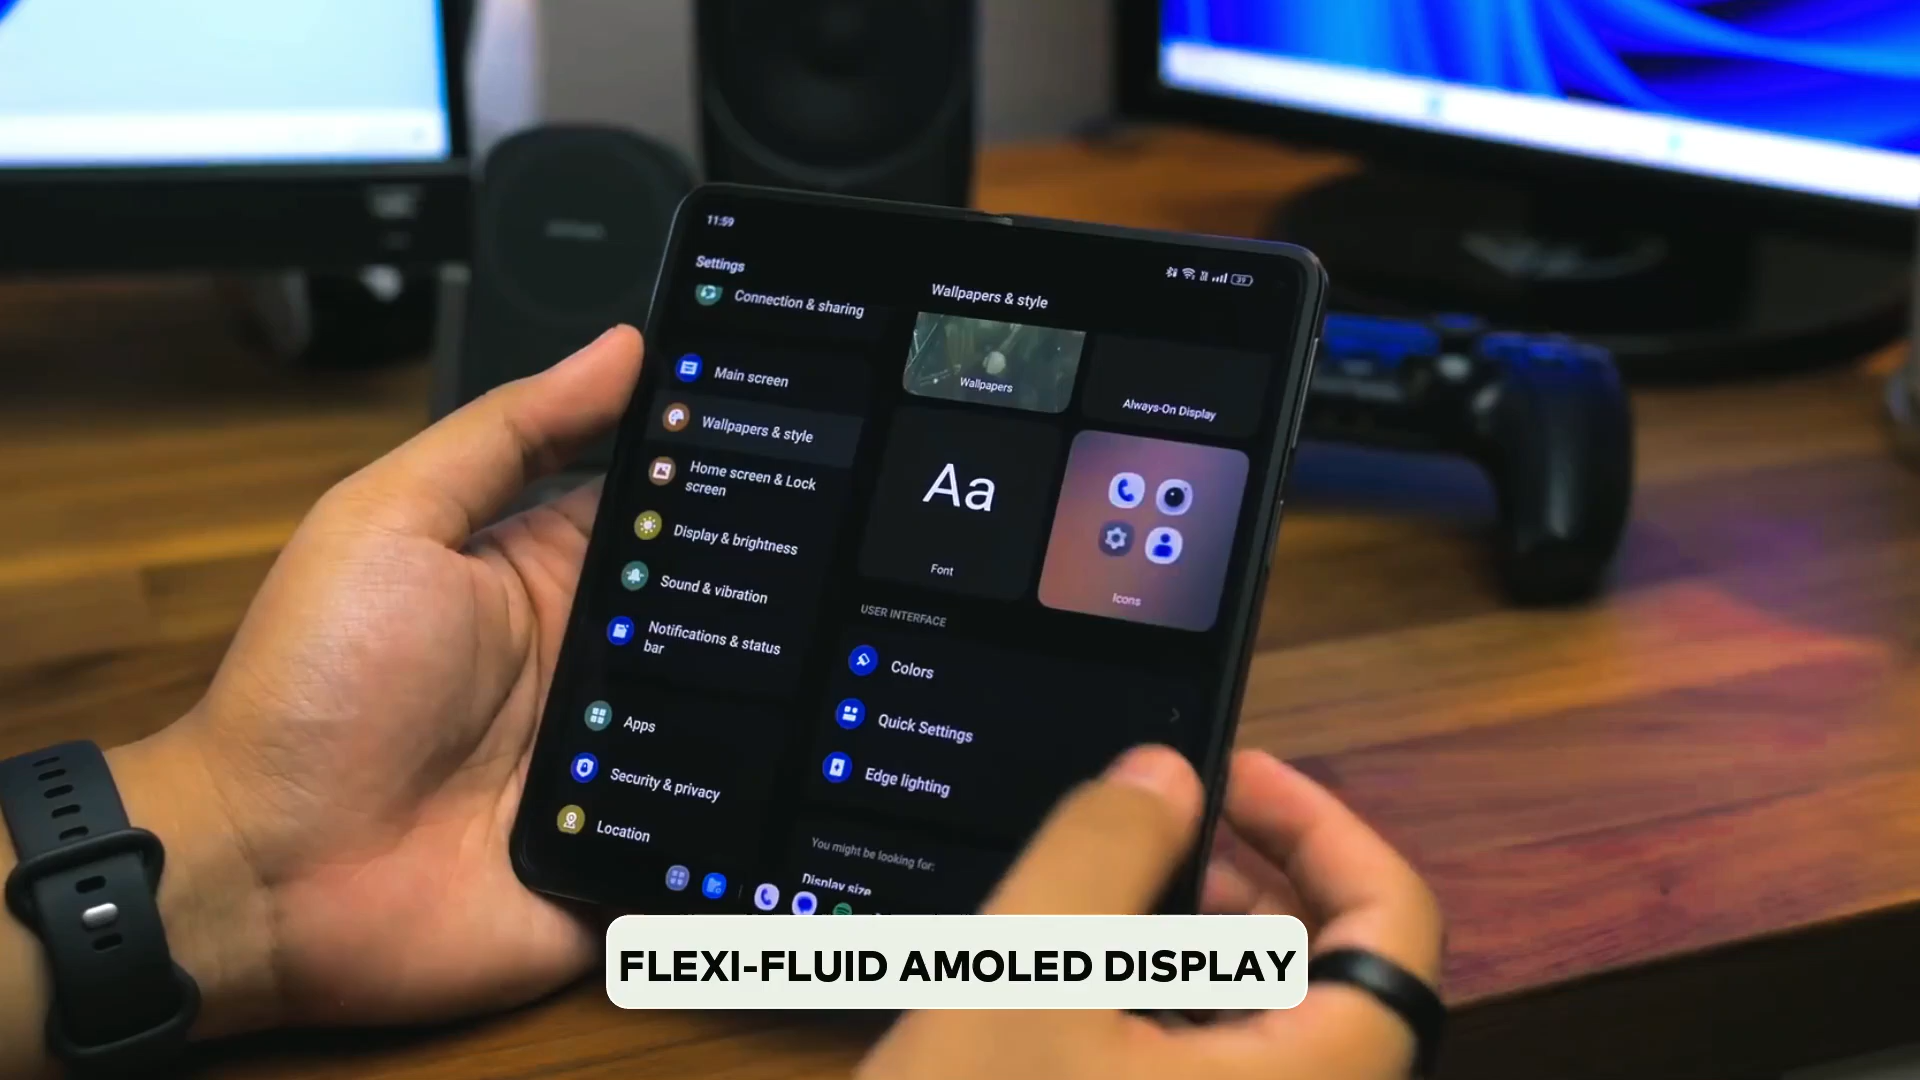 11:59
39
Settings
Connection & sharing
Main screen
Wallpapers & style
Home screen & Lock
screen
Display & brightness
Sound & vibration
Notifications & status
bar
Apps
Security & privacy
Location
Wallpapers & style
Wallpapers
Always-On Display
Aa
Font
Icons
USER INTERFACE
Colors
Quick Settings
Edge lighting
You might be looking for:
Display size
FLEXI-FLUID AMOLED DISPLAY